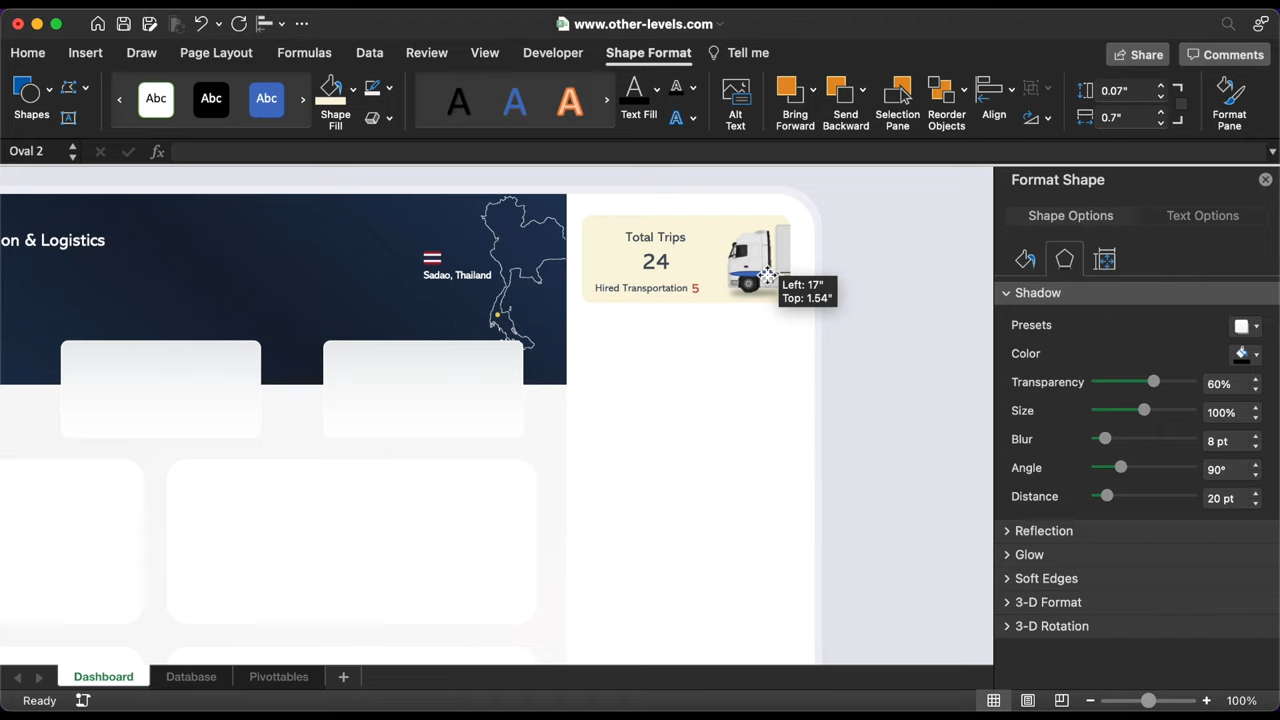 www.other-levels.com
Home Insert Draw Page Layout Formulas Data Review View Developer Shape Format Tell me Share Comments
Shapes
Abc Abc Abc
Shape Fill
A A A
Text Fill
Alt Text
Bring Forward
Send Backward
Selection Pane
Reorder Objects
Align
0.07"
0.7"
Format Pane
Oval 2
fx
on & Logistics
Sadao, Thailand
Total Trips
24
Hired Transportation 5
Left: 17"
Top: 1.54"
Format Shape
Shape Options Text Options
Shadow
Presets
Color
Transparency 60%
Size 100%
Blur 8 pt
Angle 90°
Distance 20 pt
Reflection
Glow
Soft Edges
3-D Format
3-D Rotation
Dashboard Database Pivottables
Ready 100%